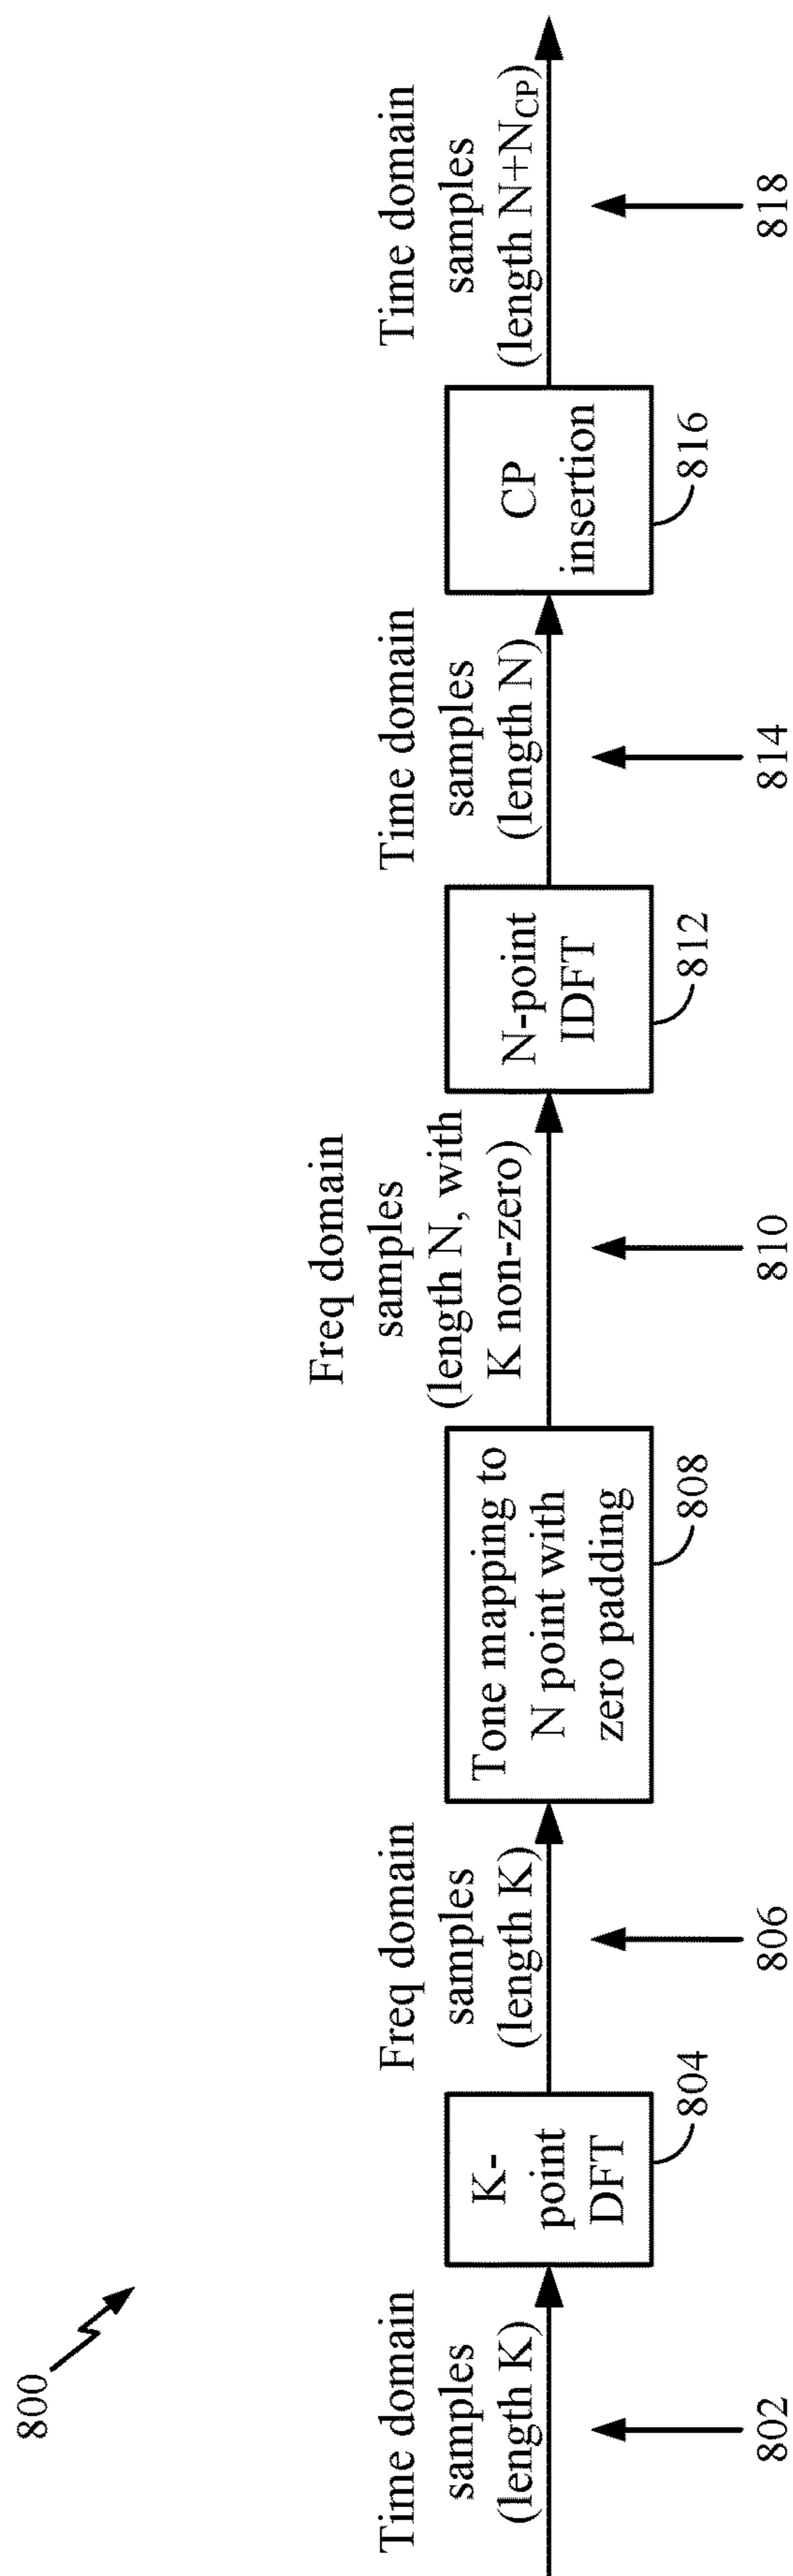 800
Time domain
samples
(length K)
802
K-
point
DFT
804
Freq domain
samples
(length K)
806
Tone mapping to
N point with
zero padding
808
Freq domain
samples
(length N, with
K non-zero)
810
N-point
IDFT
812
Time domain
samples
(length N)
814
CP
insertion
816
Time domain
samples
(length N+NCP)
818